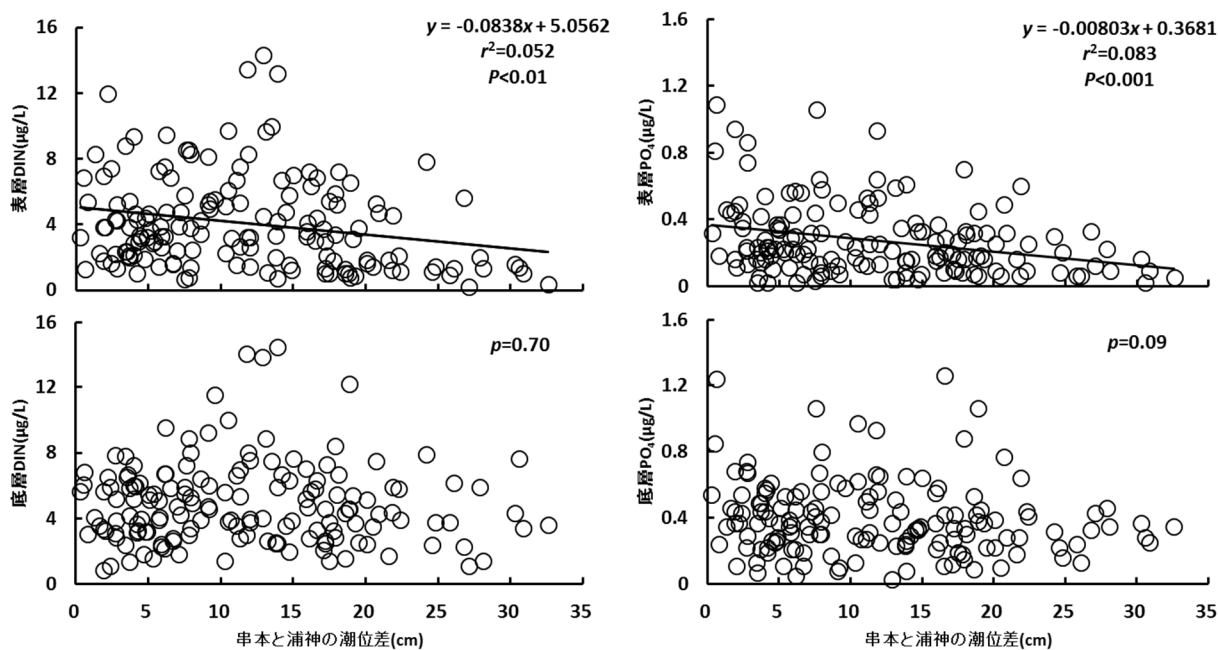 y = -0.0838x + 5.0562
r²=0.052
P<0.01
16
12
8
4
0
表層DIN(μg/L)
y = -0.00803x + 0.3681
r²=0.083
P<0.001
1.6
1.2
0.8
0.4
0
表層PO₄(μg/L)
p=0.70
16
12
8
4
0
底層DIN(μg/L)
0 5 10 15 20 25 30 35
串本と浦神の潮位差(cm)
p=0.09
1.6
1.2
0.8
0.4
0
底層PO₄(μg/L)
0 5 10 15 20 25 30 35
串本と浦神の潮位差(cm)